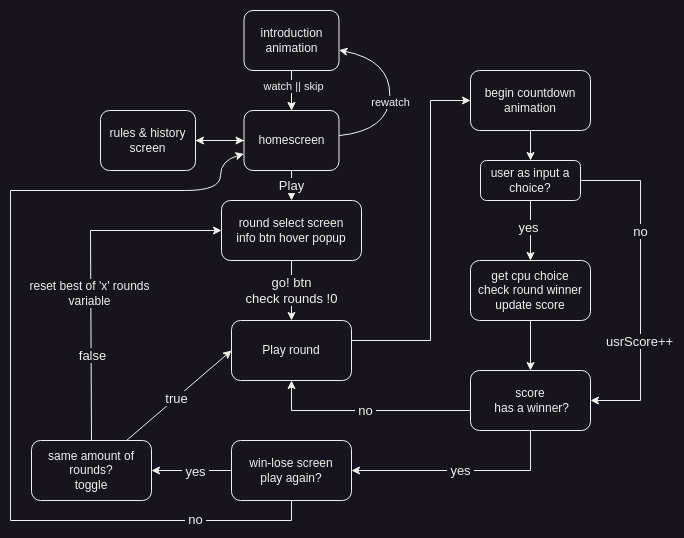 introduction
animation
watch || skip
rewatch
rules & history
screen
homescreen
Play
round select screen
info btn hover popup
go! btn
check rounds !0
Play round
begin countdown
animation
user as input a
choice?
yes
no
get cpu choice
check round winner
update score
usrScore++
score
has a winner?
no
yes
win-lose screen
play again?
yes
no
same amount of
rounds?
toggle
true
false
reset best of 'x' rounds
variable